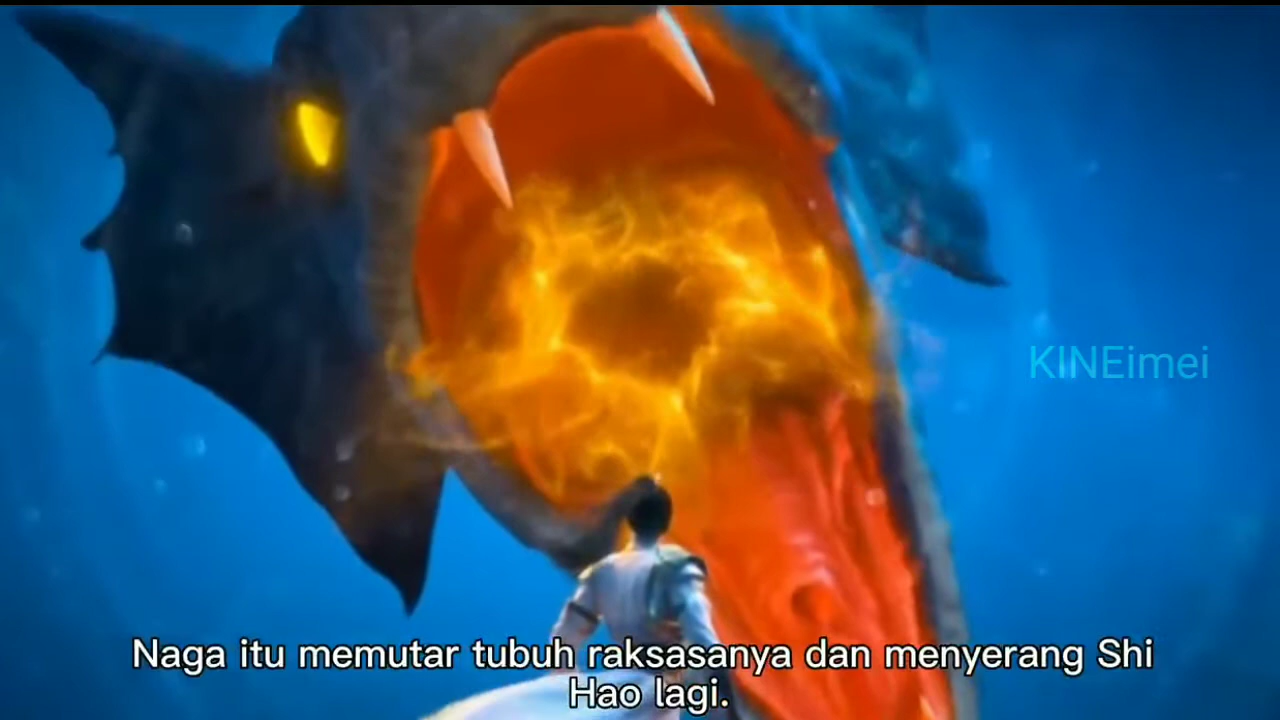 KINEimei
Naga itu memutar tubuh raksasanya dan menyerang Shi
Hao lagi.